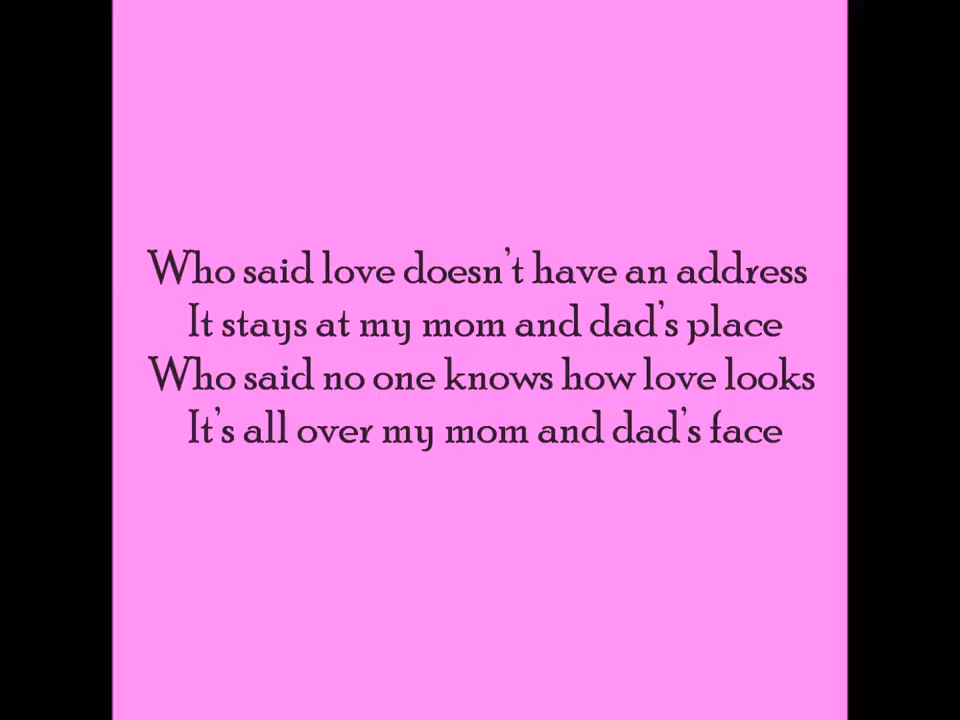 Who said love doesn't have an address
It stays at my mom and dad's place
Who said no one knows how love looks
It's all over my mom and dad's face